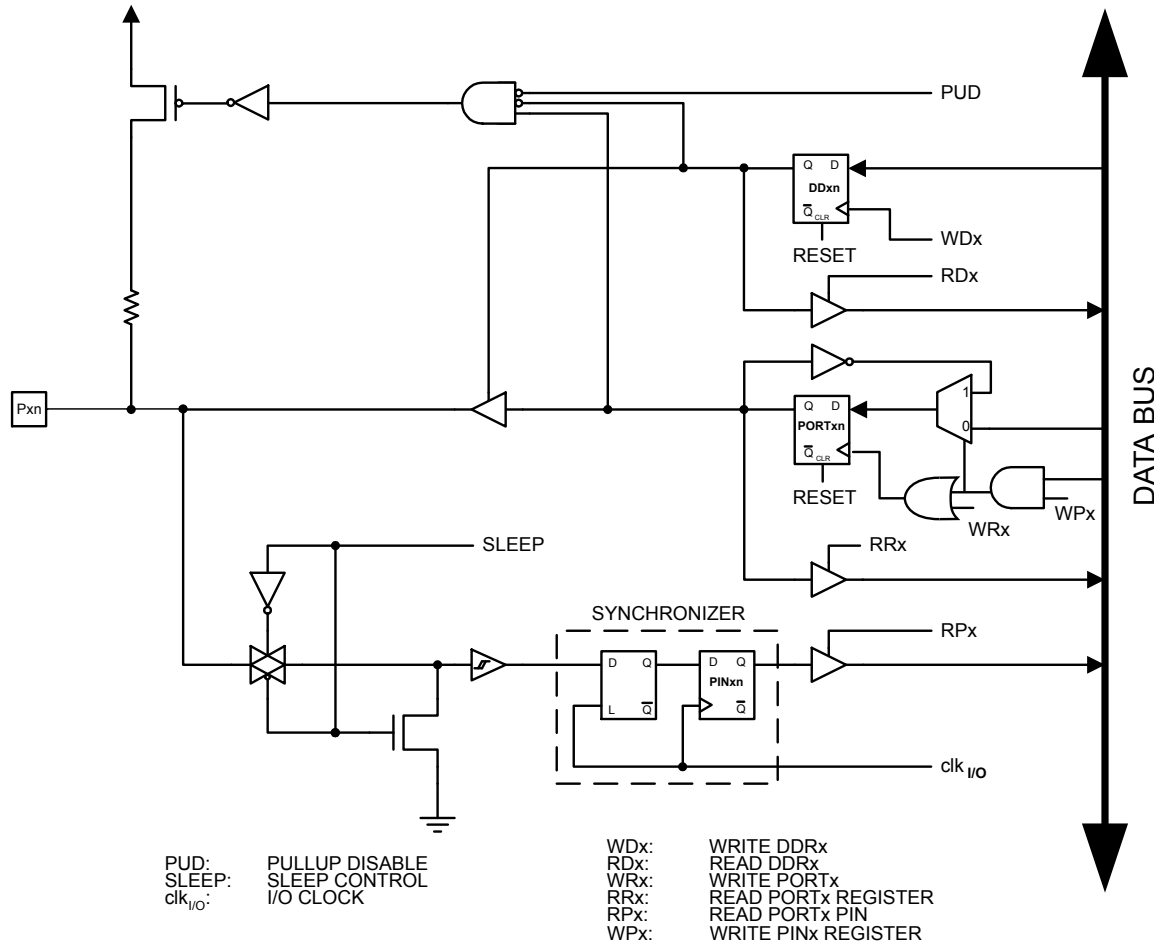 PUD
Q D
DDxn
Q CLR
WDx
RESET
RDx
Pxn
1
Q D
PORTxn
0
Q CLR
RESET
WPx
WRx
DATA BUS
SLEEP
RRx
SYNCHRONIZER
RPx
D Q
D Q
PINxn
L Q
Q
clk I/O
PUD: PULLUP DISABLE
SLEEP: SLEEP CONTROL
clkI/O: I/O CLOCK
WDx: WRITE DDRx
RDx: READ DDRx
WRx: WRITE PORTx
RRx: READ PORTx REGISTER
RPx: READ PORTx PIN
WPx: WRITE PINx REGISTER